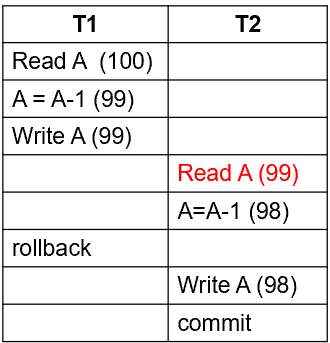 T1 T2
Read A (100)
A = A-1 (99)
Write A (99)
Read A (99)
A=A-1 (98)
rollback
Write A (98)
commit